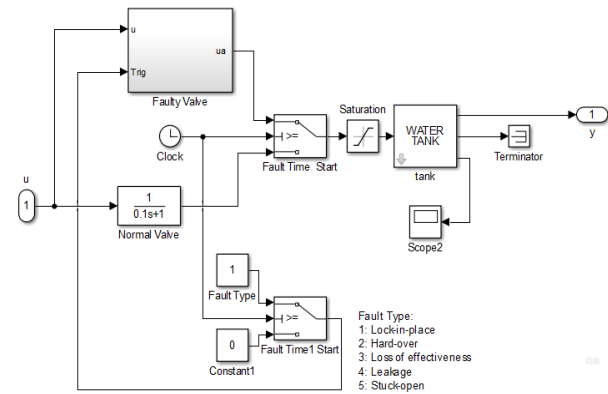 u
ua
Trig
Faulty Valve
Clock
>=
Fault Time Start
Saturation
WATER
TANK
tank
1
y
Terminator
Scope2
u
1
1
0.1s+1
Normal Valve
1
Fault Type
>=
0
Constant1
Fault Time1 Start
Fault Type:
1: Lock-in-place
2: Hard-over
3: Loss of effectiveness
4: Leakage
5: Stuck-open